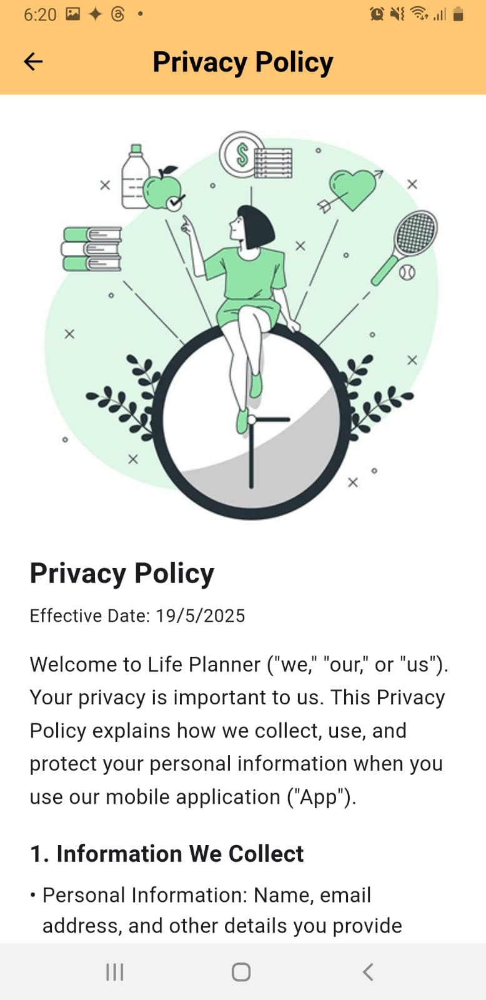 6:20
Privacy Policy
$
Privacy Policy
Effective Date: 19/5/2025
Welcome to Life Planner ("we," "our," or "us").
Your privacy is important to us. This Privacy
Policy explains how we collect, use, and
protect your personal information when you
use our mobile application ("App").
1. Information We Collect
• Personal Information: Name, email
address, and other details you provide